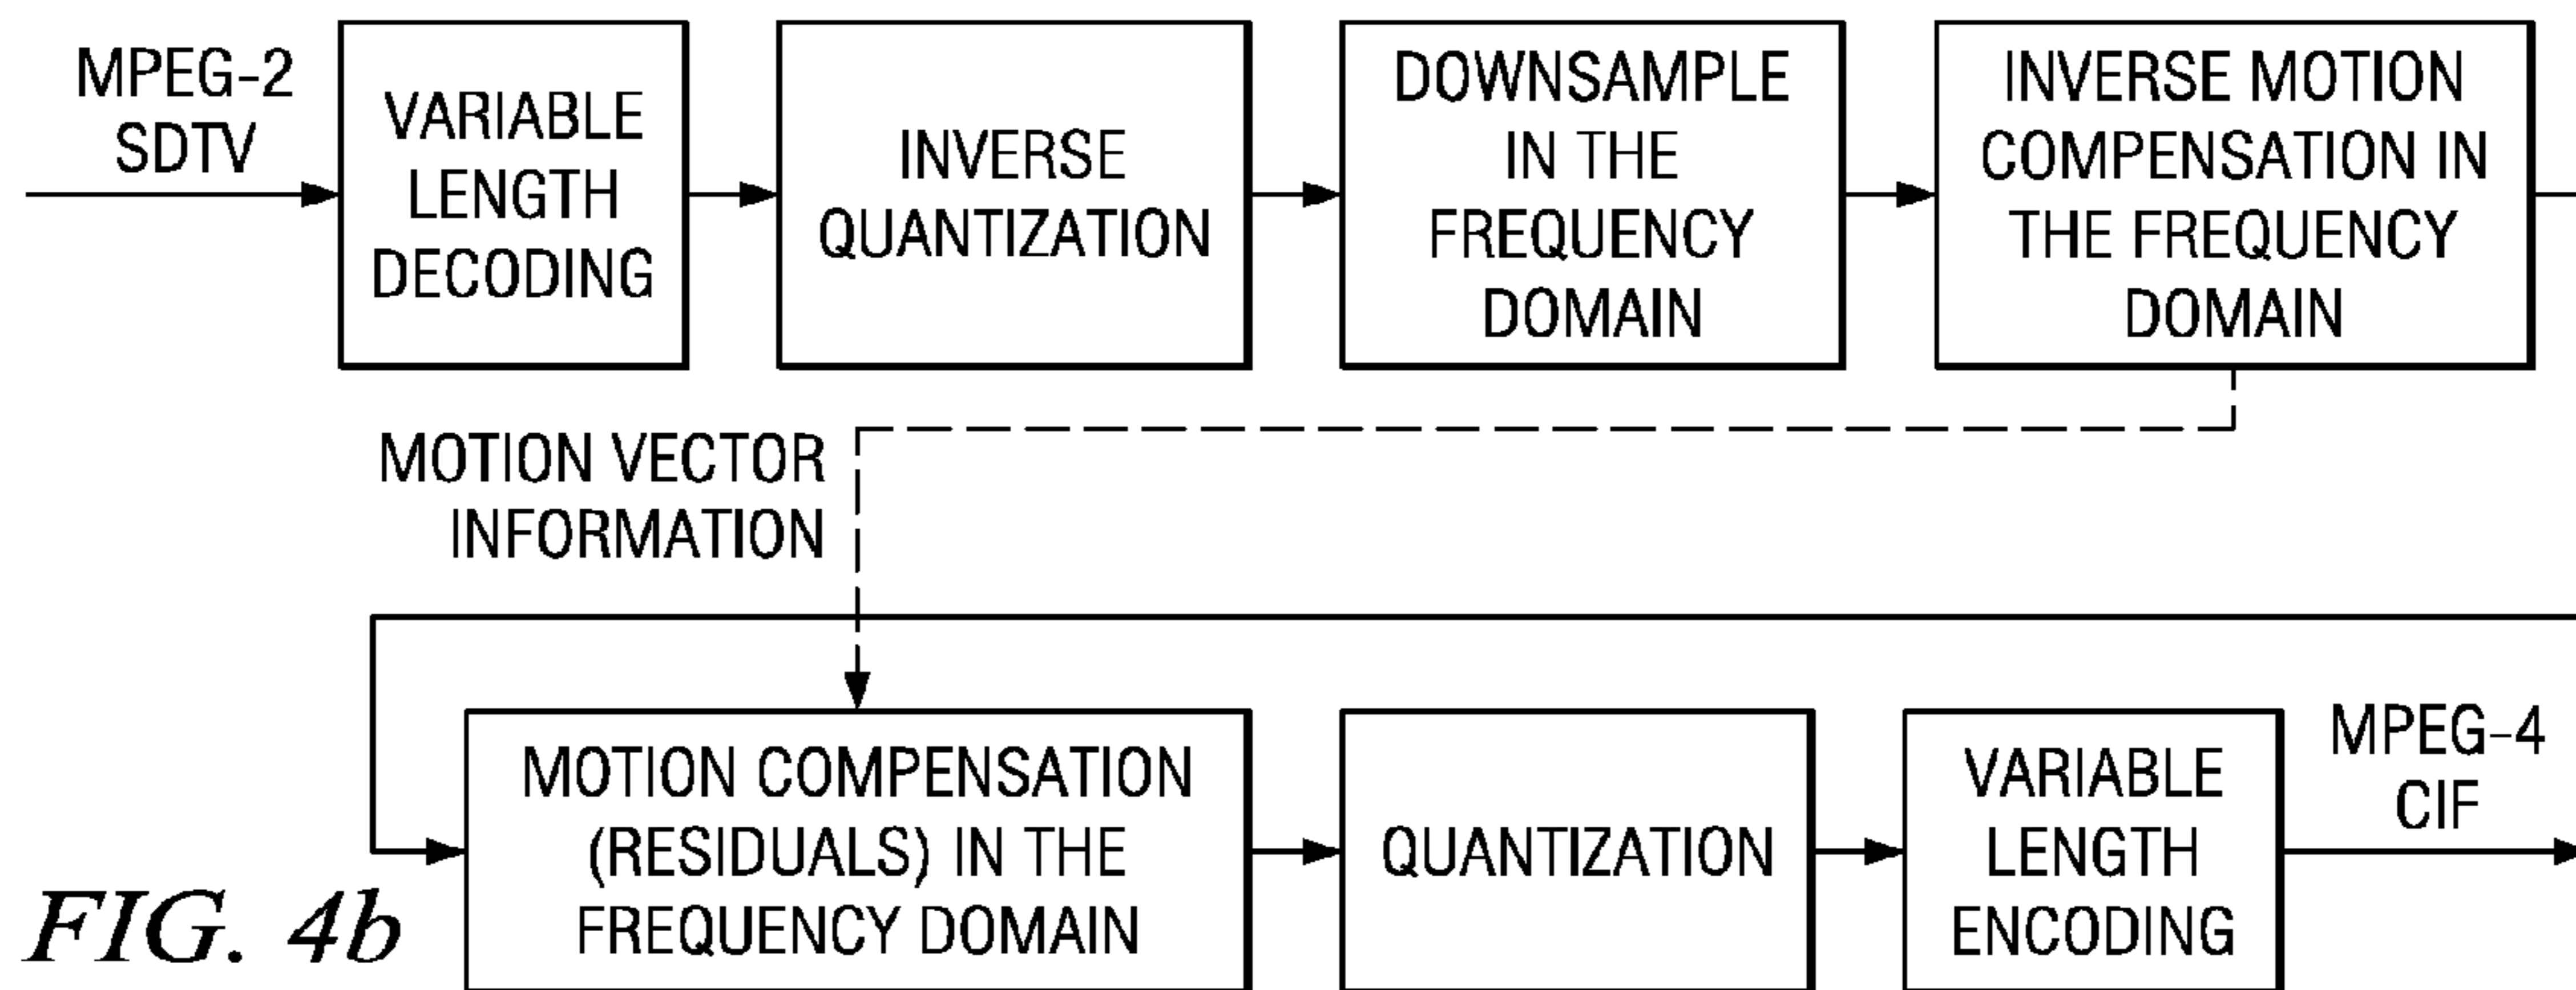 MPEG-2
SDTV
VARIABLE
LENGTH
DECODING
INVERSE
QUANTIZATION
DOWNSAMPLE
IN THE
FREQUENCY
DOMAIN
INVERSE MOTION
COMPENSATION IN
THE FREQUENCY
DOMAIN
MOTION VECTOR
INFORMATION
MOTION COMPENSATION
(RESIDUALS) IN THE
FREQUENCY DOMAIN
QUANTIZATION
VARIABLE
LENGTH
ENCODING
MPEG-4
CIF
FIG. 4b